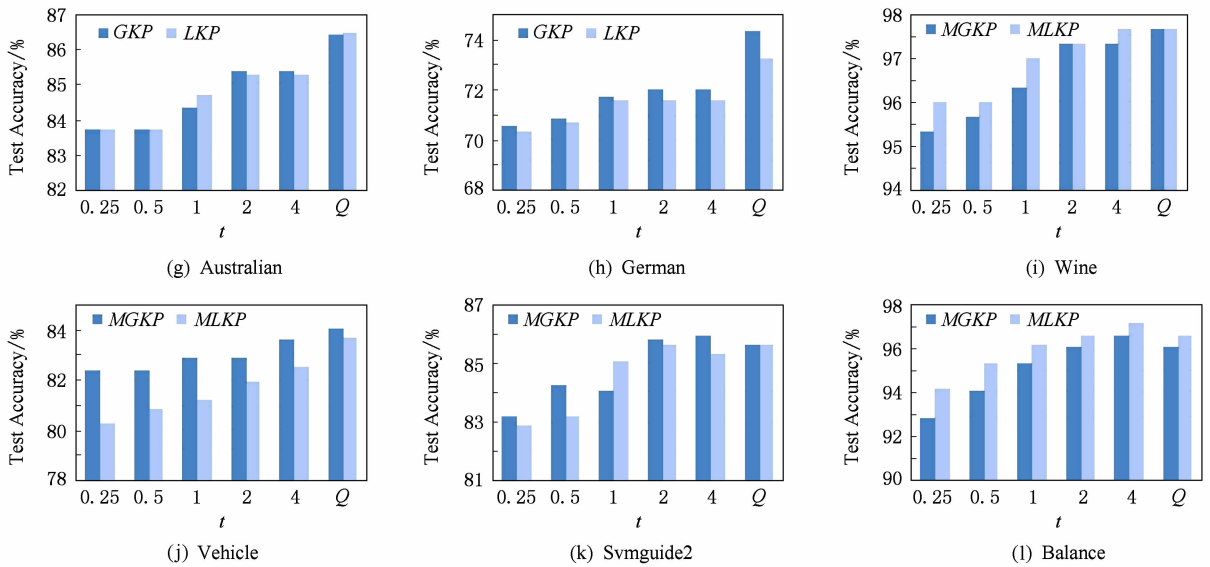 87
86
85
84
83
82
Test Accuracy/%
GKP LKP
0.25 0.5 1 2 4 Q
t
(g) Australian
74
72
70
68
Test Accuracy/%
GKP LKP
0.25 0.5 1 2 4 Q
t
(h) German
98
97
96
95
94
Test Accuracy/%
MGKP MLKP
0.25 0.5 1 2 4 Q
t
(i) Wine
84
82
80
78
Test Accuracy/%
MGKP MLKP
0.25 0.5 1 2 4 Q
t
(j) Vehicle
87
85
83
81
Test Accuracy/%
MGKP MLKP
0.25 0.5 1 2 4 Q
t
(k) Svmguide2
98
96
94
92
90
Test Accuracy/%
MGKP MLKP
0.25 0.5 1 2 4 Q
t
(l) Balance